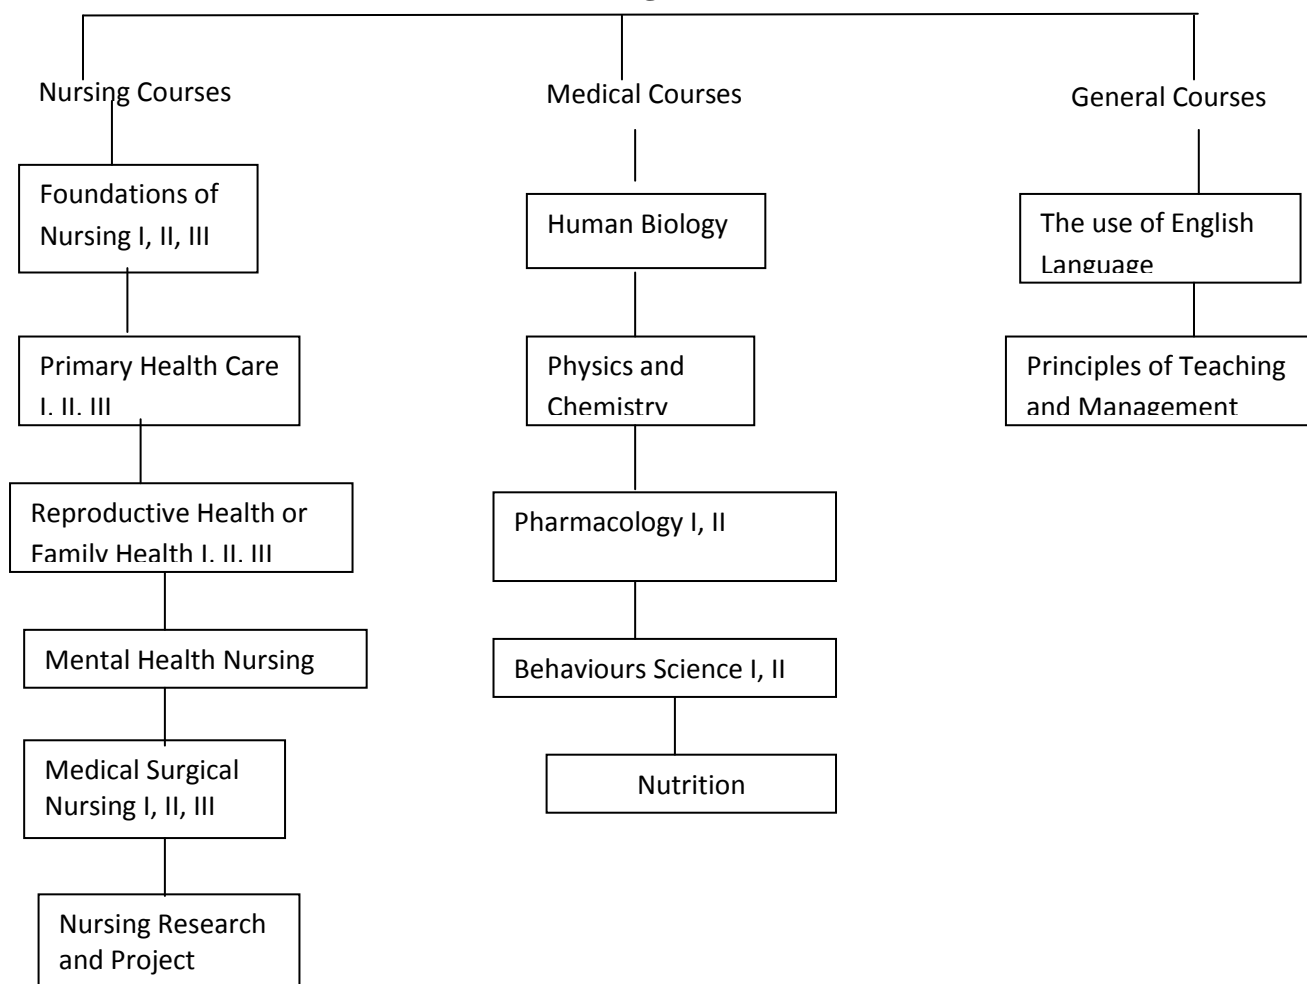 Nursing Courses
Foundations of
Nursing I, II, III
Primary Health Care
I, II, III
Reproductive Health or
Family Health I, II, III
Mental Health Nursing
Medical Surgical
Nursing I, II, III
Nursing Research
and Project
Medical Courses
Human Biology
Physics and
Chemistry
Pharmacology I, II
Behaviours Science I, II
Nutrition
General Courses
The use of English
Language
Principles of Teaching
and Management